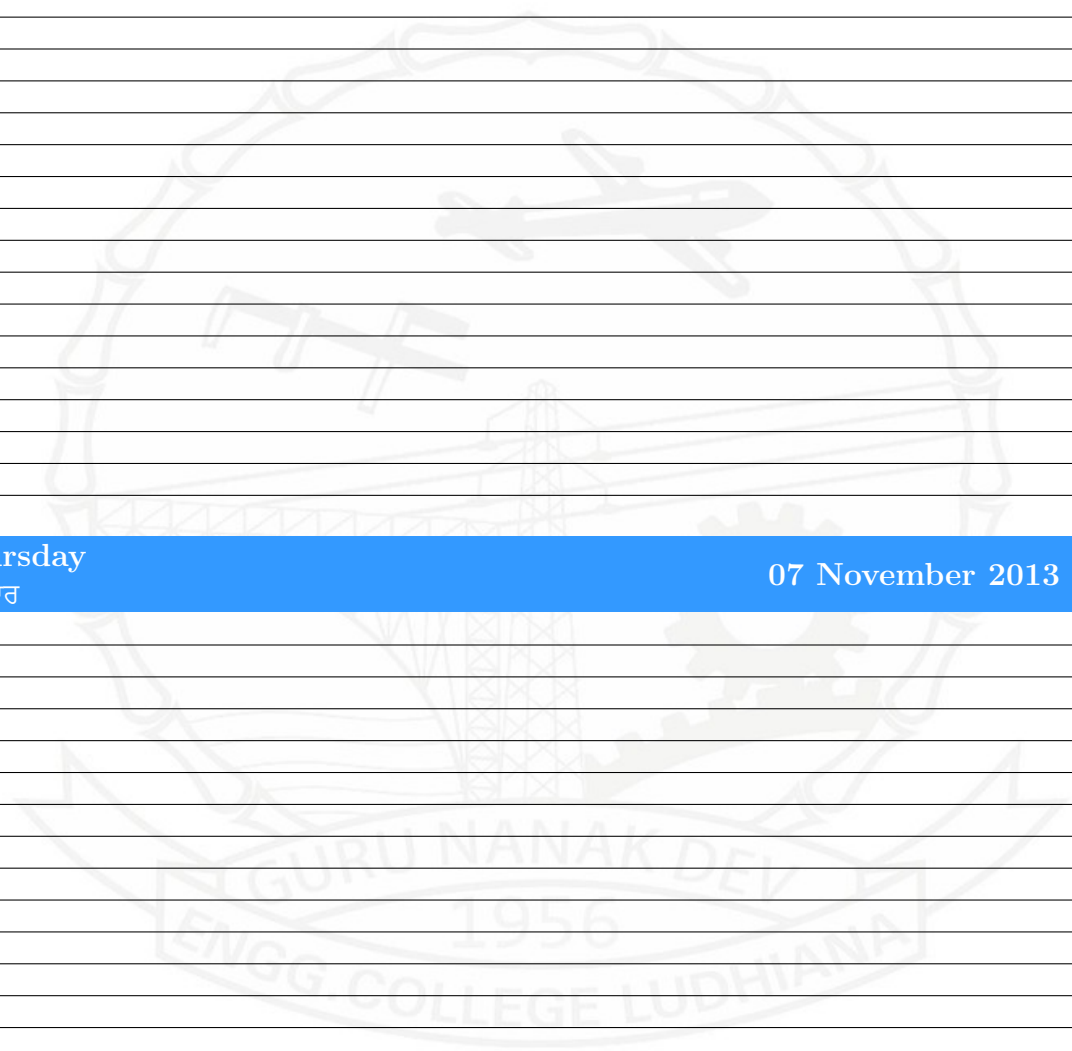 rsday
ਾਰ
07 November 2013
GURU NANAK DEV
1956
ENGG. COLLEGE LUDHIANA